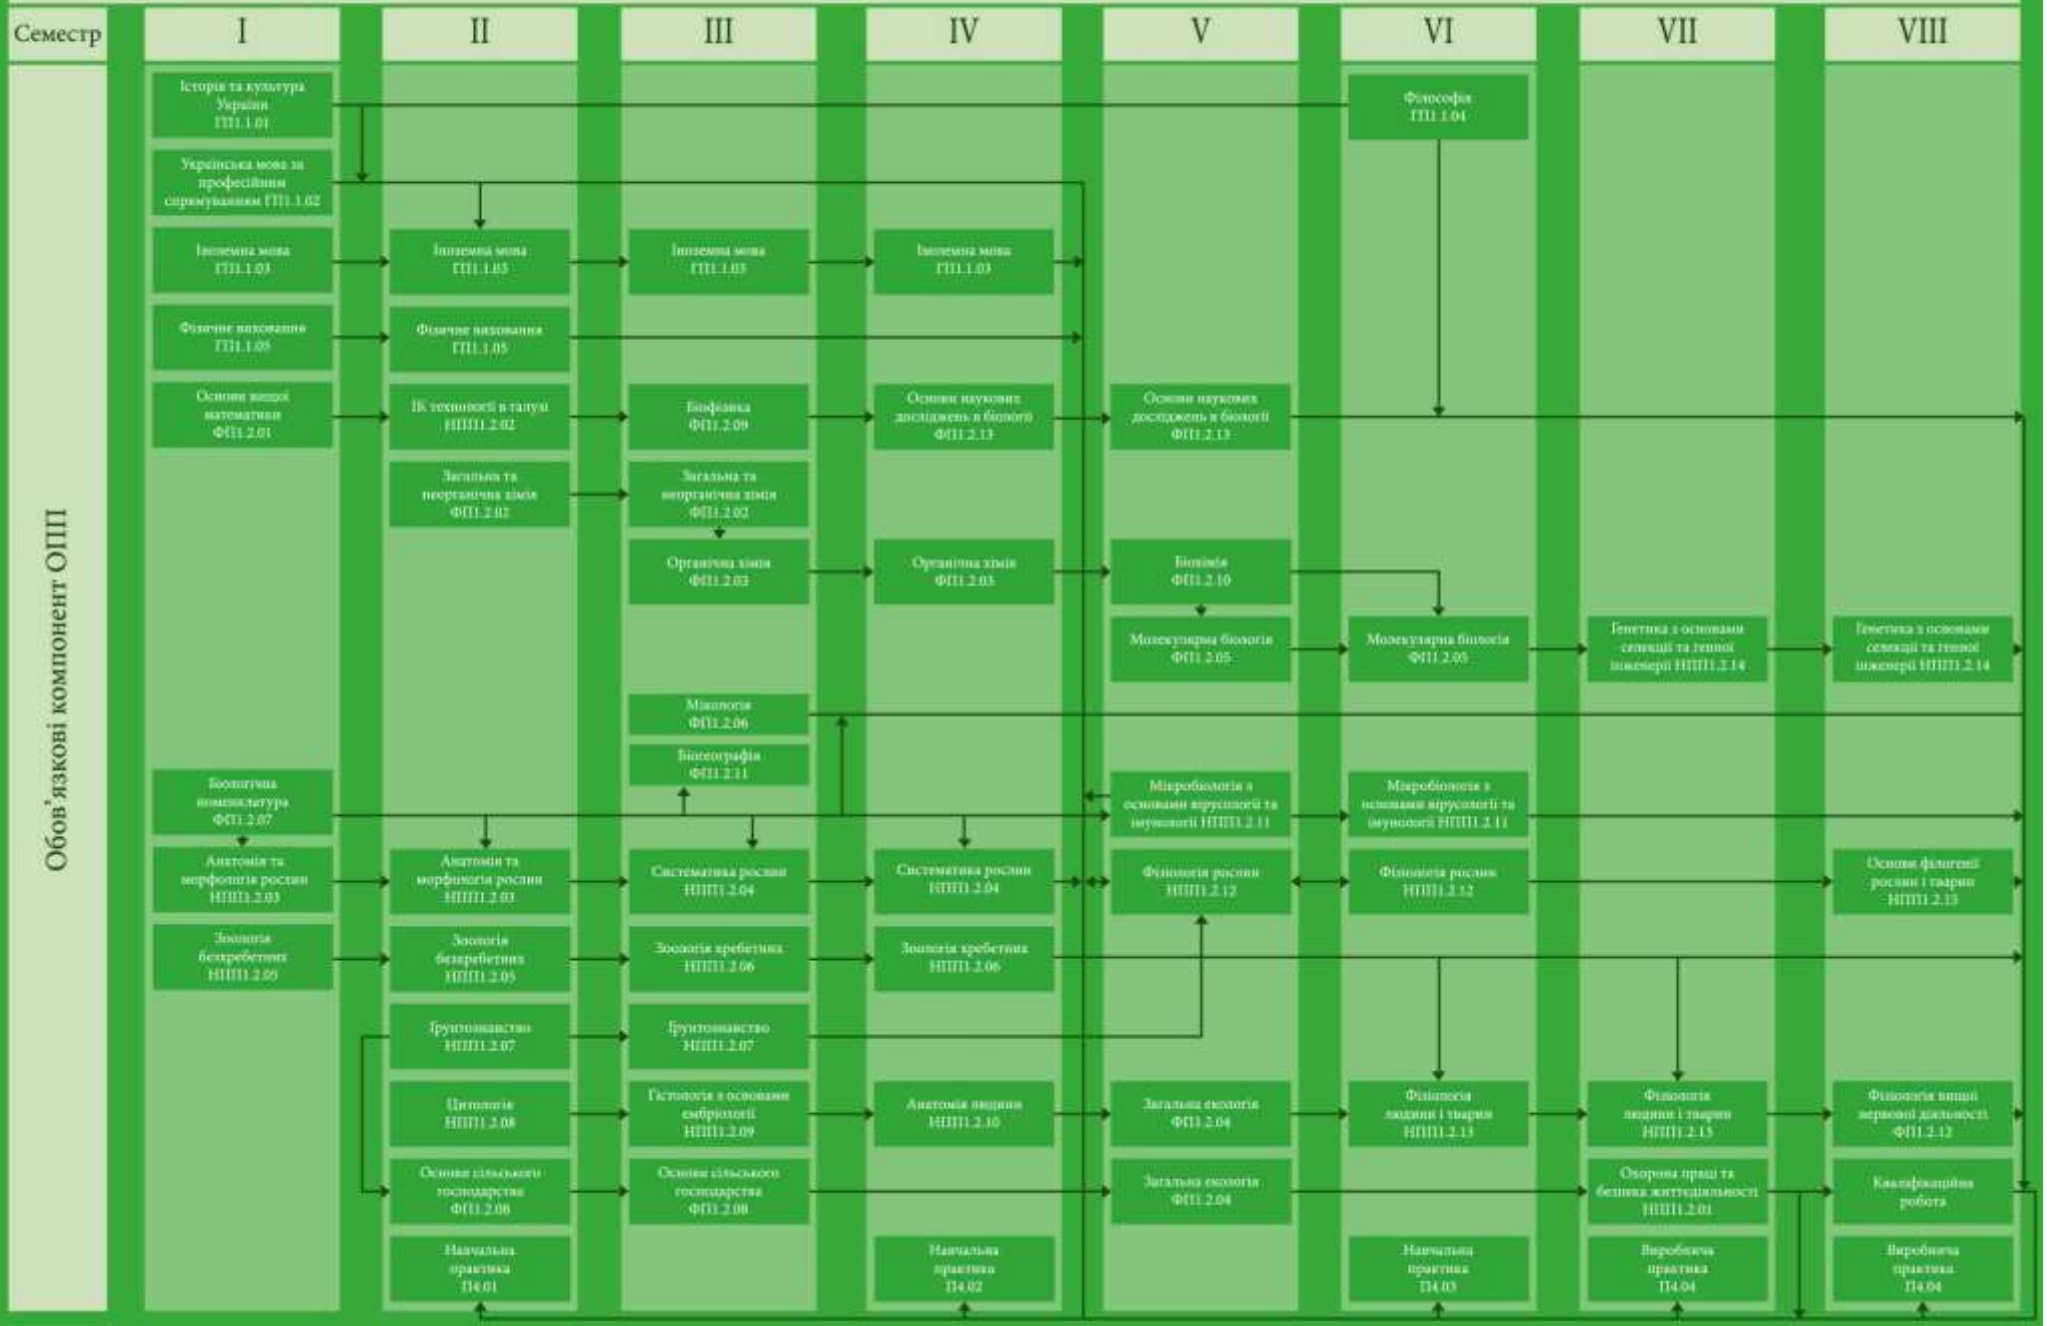 Семестр
I
II
III
IV
V
VI
VII
VIII
Обов’язкові компонент ОПП
Історія та культура
України
ГП1.1.01
Філософія
ГП1.1.04
Українська мова за
професійним
спрямуванням ГП1.1.02
Іноземна мова
ГП1.1.03
Іноземна мова
ГП1.1.03
Іноземна мова
ГП1.1.03
Іноземна мова
ГП1.1.03
Фізичне виховання
ГП1.1.05
Фізичне виховання
ГП1.1.05
Основи вищої
математики
ФП1.2.01
ІК технології в галузі
НПП1.2.02
Біофізика
ФП1.2.09
Основи наукових
досліджень в біології
ФП1.2.13
Основи наукових
досліджень в біології
ФП1.2.13
Загальна та
неорганічна хімія
ФП1.2.02
Загальна та
неорганічна хімія
ФП1.2.02
Органічна хімія
ФП1.2.03
Органічна хімія
ФП1.2.03
Біохімія
ФП1.2.10
Молекулярна біологія
ФП1.2.05
Молекулярна біологія
ФП1.2.05
Генетика з основами
селекції та генної
інженерії НПП1.2.14
Генетика з основами
селекції та генної
інженерії НПП1.2.14
Мікологія
ФП1.2.06
Біогеографія
ФП1.2.11
Біологічна
номенклатура
ФП1.2.07
Мікробіологія з
основами вірусології та
імунології НПП1.2.11
Мікробіологія з
основами вірусології та
імунології НПП1.2.11
Анатомія та
морфологія рослин
НПП1.2.03
Анатомія та
морфологія рослин
НПП1.2.03
Систематика рослин
НПП1.2.04
Систематика рослин
НПП1.2.04
Фізіологія рослин
НПП1.2.12
Фізіологія рослин
НПП1.2.12
Основи філогенії
рослин і тварин
НПП1.2.15
Зоологія
безхребетних
НПП1.2.05
Зоологія
безхребетних
НПП1.2.05
Зоологія хребетних
НПП1.2.06
Зоологія хребетних
НПП1.2.06
Ґрунтознавство
НПП1.2.07
Ґрунтознавство
НПП1.2.07
Цитологія
НПП1.2.08
Гістологія з основами
ембріології
НПП1.2.09
Анатомія людини
НПП1.2.10
Загальна екологія
ФП1.2.04
Фізіологія
людини і тварин
НПП1.2.13
Фізіологія
людини і тварин
НПП1.2.13
Фізіологія вищої
нервової діяльності
ФП1.2.12
Основи сільського
господарства
ФП1.2.08
Основи сільського
господарства
ФП1.2.08
Загальна екологія
ФП1.2.04
Охорона праці та
безпека життєдіяльності
НПП1.2.01
Кваліфікаційна
робота
Навчальна
практика
П4.01
Навчальна
практика
П4.02
Навчальна
практика
П4.03
Виробнича
практика
П4.04
Виробнича
практика
П4.04